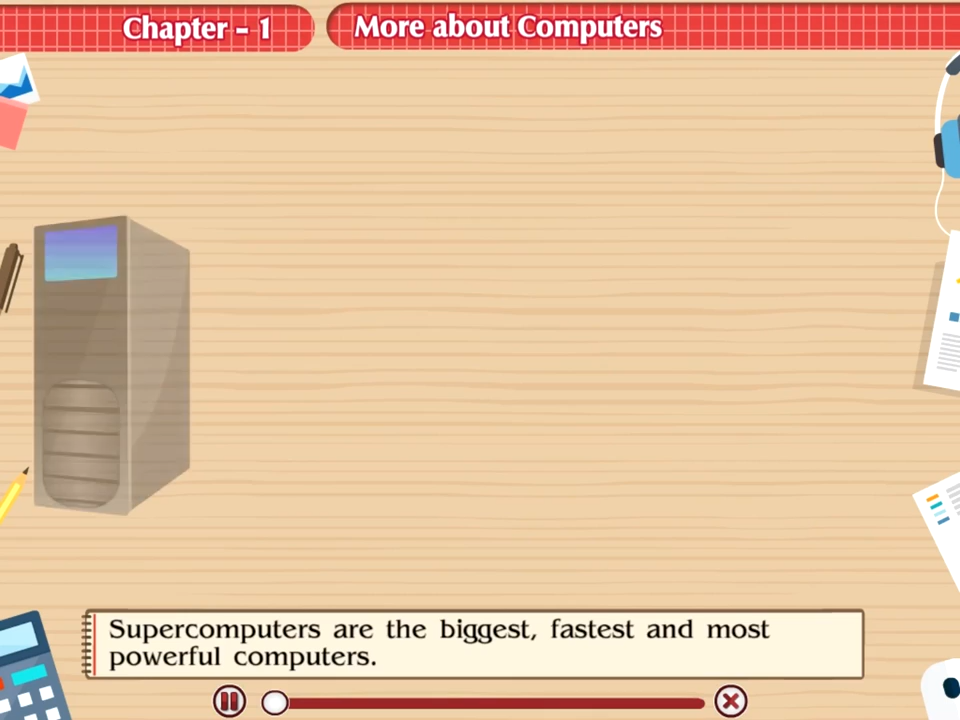 Chapter - 1
More about Computers
Supercomputers are the biggest, fastest and most
powerful computers.